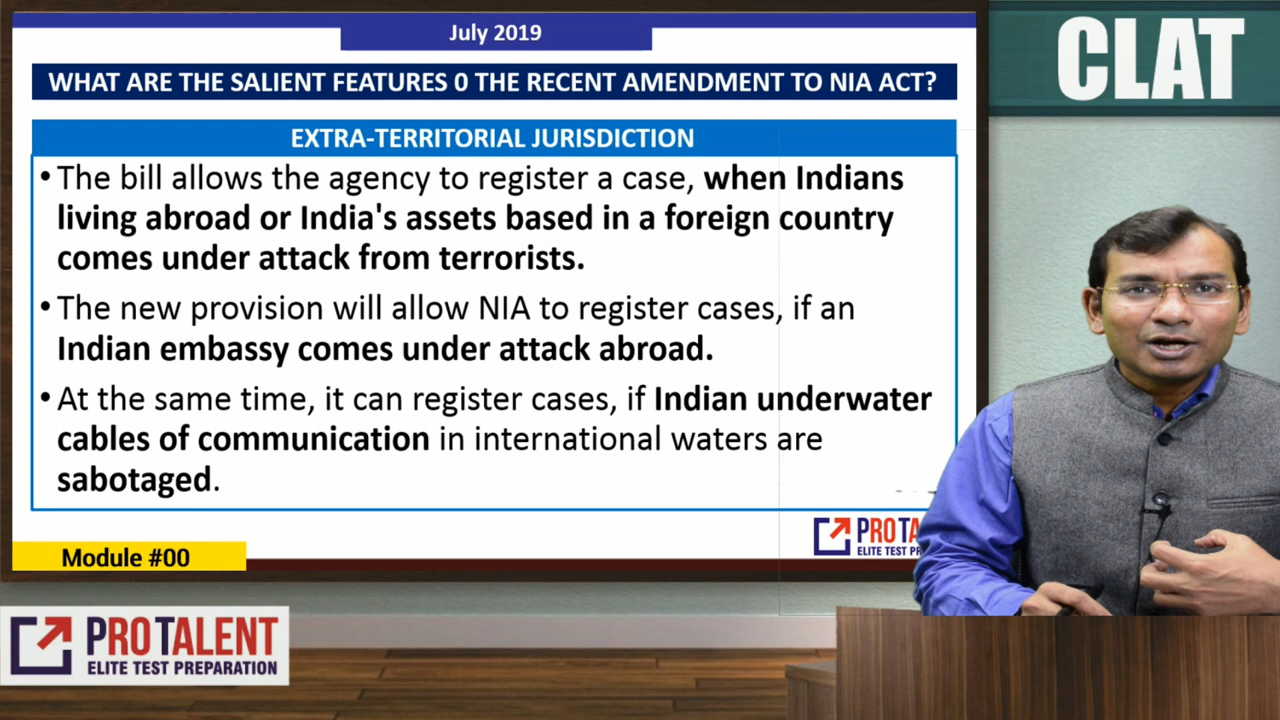 July 2019
CLAT
WHAT ARE THE SALIENT FEATURES 0 THE RECENT AMENDMENT TO NIA ACT?
EXTRA-TERRITORIAL JURISDICTION
• The bill allows the agency to register a case, when Indians
living abroad or India's assets based in a foreign country
comes under attack from terrorists.
• The new provision will allow NIA to register cases, if an
Indian embassy comes under attack abroad.
• At the same time, it can register cases, if Indian underwater
cables of communication in international waters are
sabotaged.
PROTA
ELITE TEST PR
Module #00
PROTALENT
ELITE TEST PREPARATION